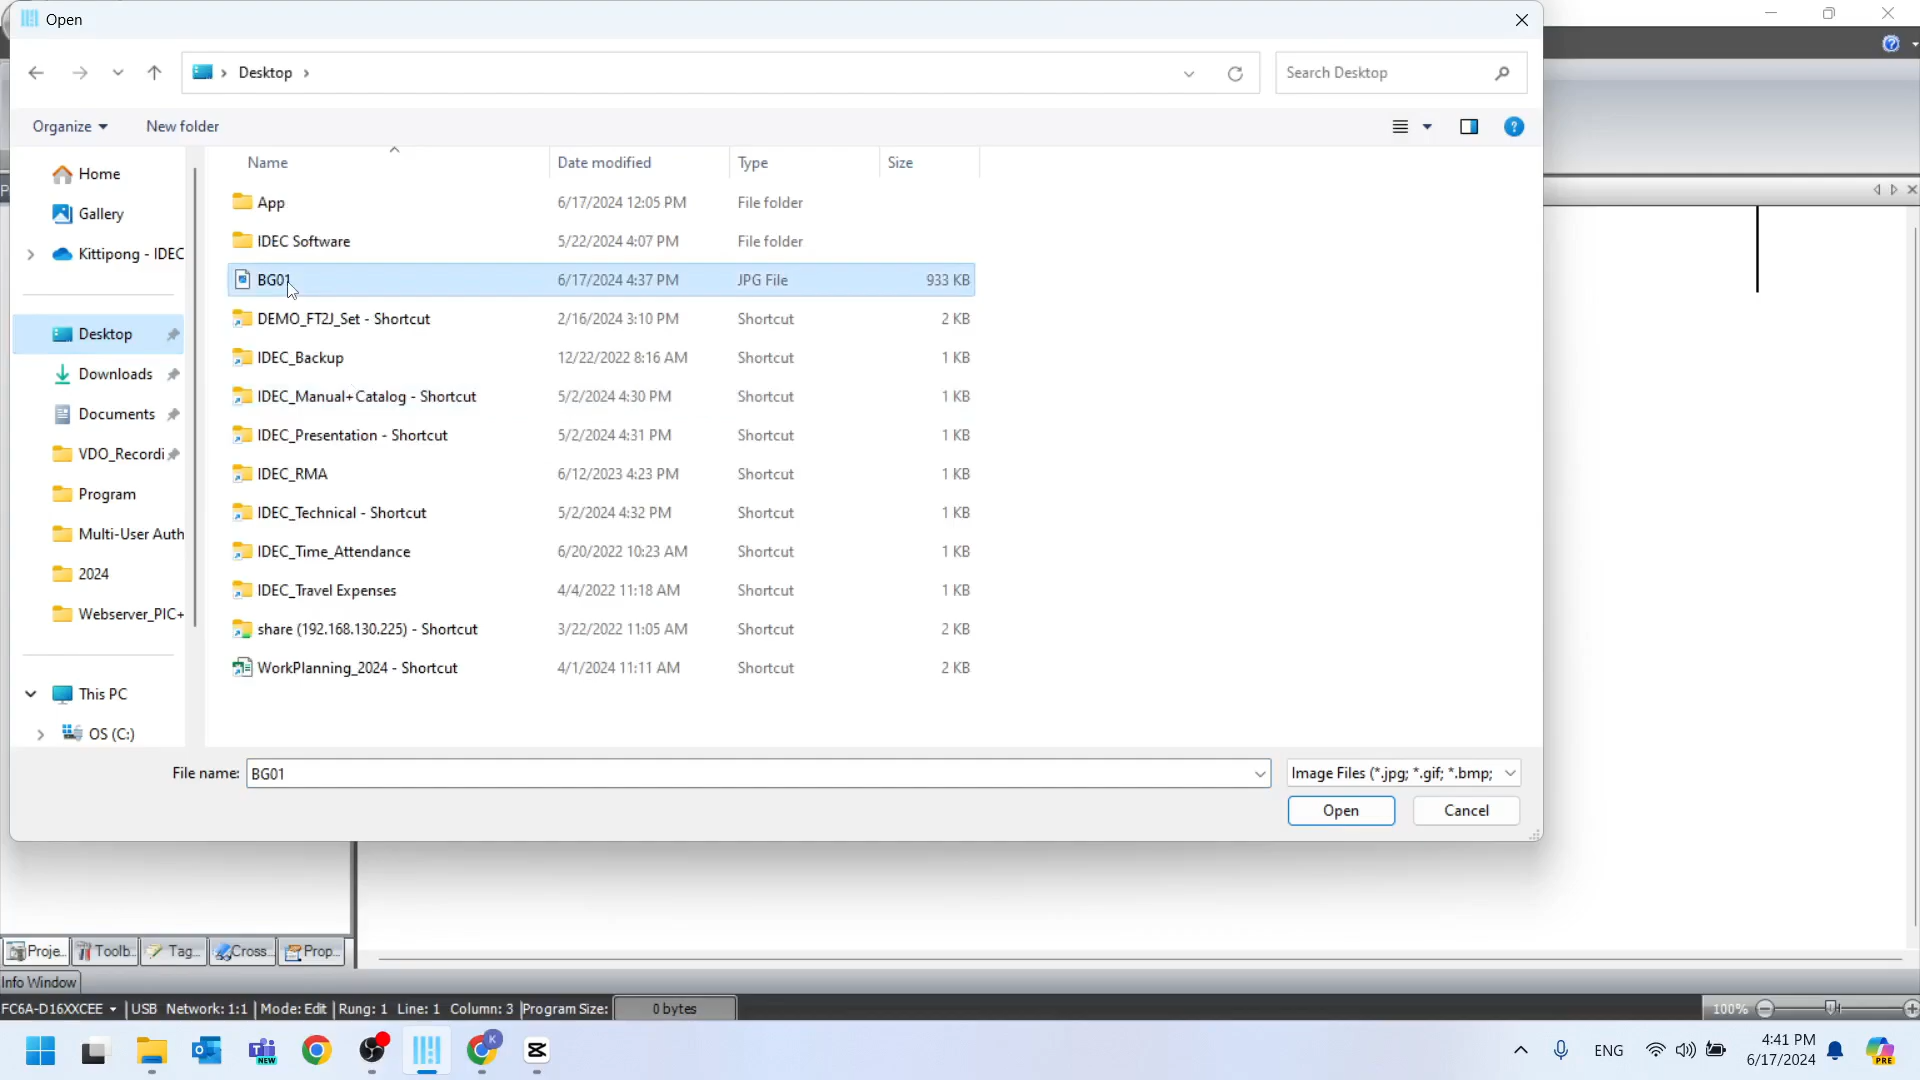 Open
Desktop
Search Desktop
Organize
New folder
Name
Date modified
Type
Size
Home
Gallery
Kittipong - IDEC
Desktop
Downloads
Documents
VDO_Recordi
Program
Multi-User Auth
2024
Webserver_PIC+
This PC
OS (C:)
App 6/17/2024 12:05 PM File folder
IDEC Software 5/22/2024 4:07 PM File folder
BG01 6/17/2024 4:37 PM JPG File 933 KB
DEMO_FT2J_Set - Shortcut 2/16/2024 3:10 PM Shortcut 2 KB
IDEC_Backup 12/22/2022 8:16 AM Shortcut 1 KB
IDEC_Manual+Catalog - Shortcut 5/2/2024 4:30 PM Shortcut 1 KB
IDEC_Presentation - Shortcut 5/2/2024 4:31 PM Shortcut 1 KB
IDEC_RMA 6/12/2023 4:23 PM Shortcut 1 KB
IDEC_Technical - Shortcut 5/2/2024 4:32 PM Shortcut 1 KB
IDEC_Time_Attendance 6/20/2022 10:23 AM Shortcut 1 KB
IDEC_Travel Expenses 4/4/2022 11:18 AM Shortcut 1 KB
share (192.168.130.225) - Shortcut 3/22/2022 11:05 AM Shortcut 2 KB
WorkPlanning_2024 - Shortcut 4/1/2024 11:11 AM Shortcut 2 KB
File name: BG01 Image Files (*.jpg; *.gif; *.bmp;
Open Cancel
Proje... Toolb... Tag... Cross... Prop...
Info Window
FC6A-D16XXCEE USB Network: 1:1 Mode: Edit Rung: 1 Line: 1 Column: 3 Program Size: 0 bytes 100%
NEW K ENG 4:41 PM
6/17/2024
PRE